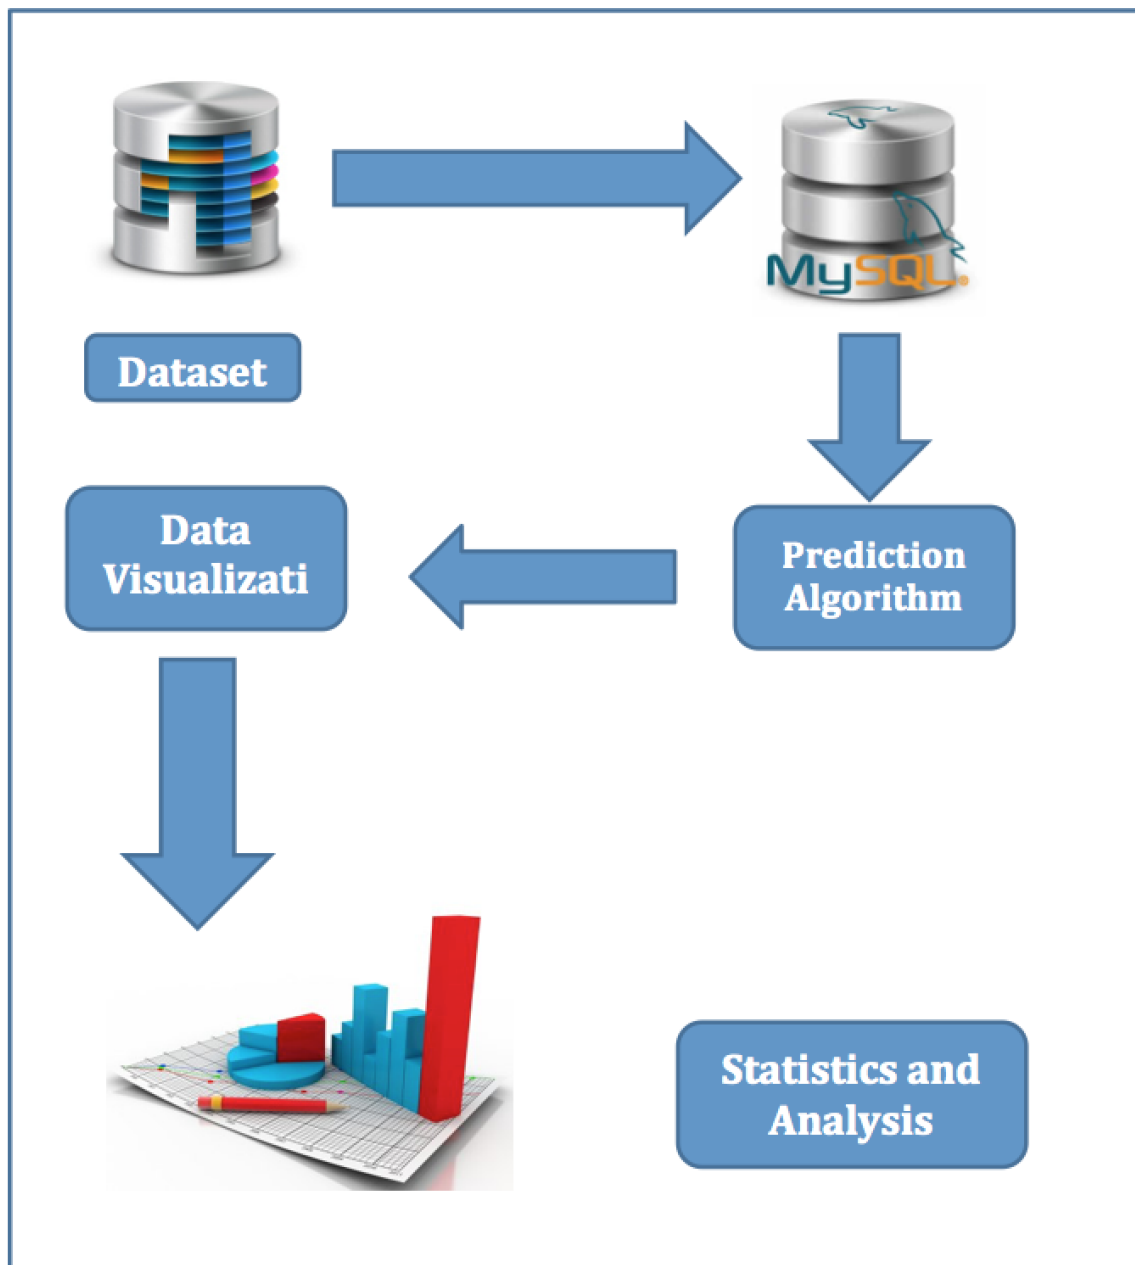 MySQL®
Dataset
Data
Visualizati
Prediction
Algorithm
Statistics and
Analysis